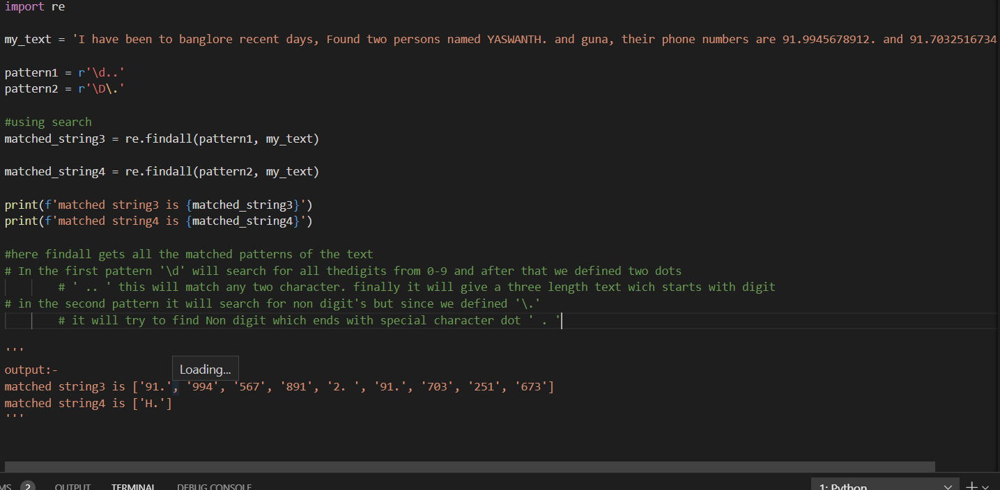 import re
my_text = 'I have been to banglore recent days, Found two persons named YASWANTH. and guna, their phone numbers are 91.9945678912. and 91.7032516734
pattern1 = r'\d..'
pattern2 = r'\D\.'
#using search
matched_string3 = re.findall(pattern1, my_text)
matched_string4 = re.findall(pattern2, my_text)
print(f'matched string3 is {matched_string3}')
print(f'matched string4 is {matched_string4}')
#here findall gets all the matched patterns of the text
# In the first pattern '\d' will search for all thedigits from 0-9 and after that we defined two dots
# ' .. ' this will match any two character. finally it will give a three length text wich starts with digit
# in the second pattern it will search for non digit's but since we defined '\.'
# it will try to find Non digit which ends with special character dot ' . '
'''
output:-
Loading...
matched string3 is ['91.', '994', '567', '891', '2. ', '91.', '703', '251', '673']
matched string4 is ['H.']
'''
MS 2 OUTPUT TERMINAL DEBUG CONSOLE 1: Python